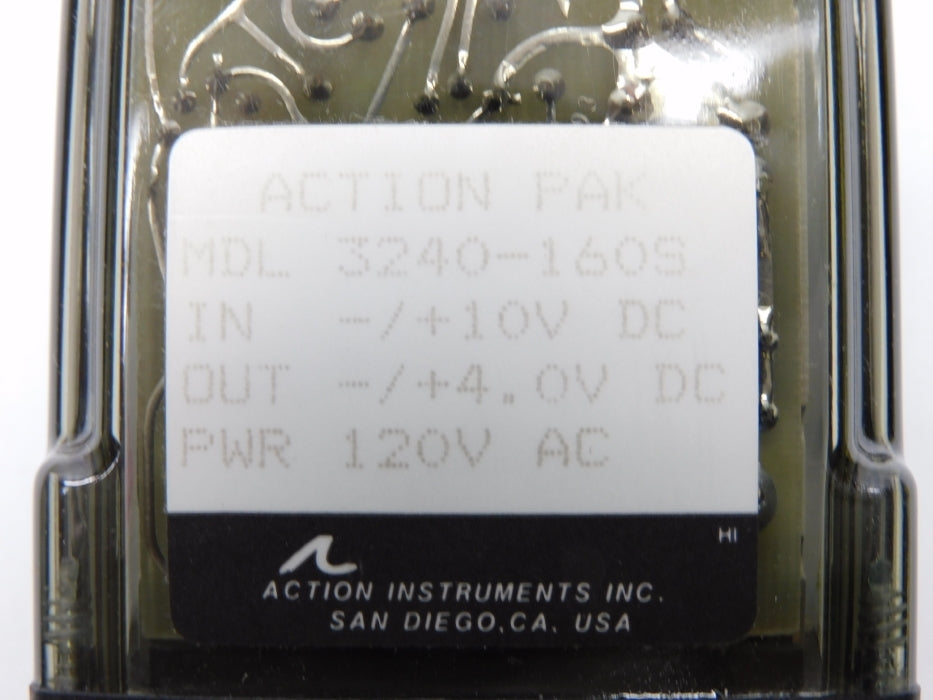 ACTION PAK
MDL 3240-160S
IN -/+10V DC
OUT -/+4.0V DC
PWR 120V AC
HI
ACTION INSTRUMENTS INC.
SAN DIEGO,CA. USA